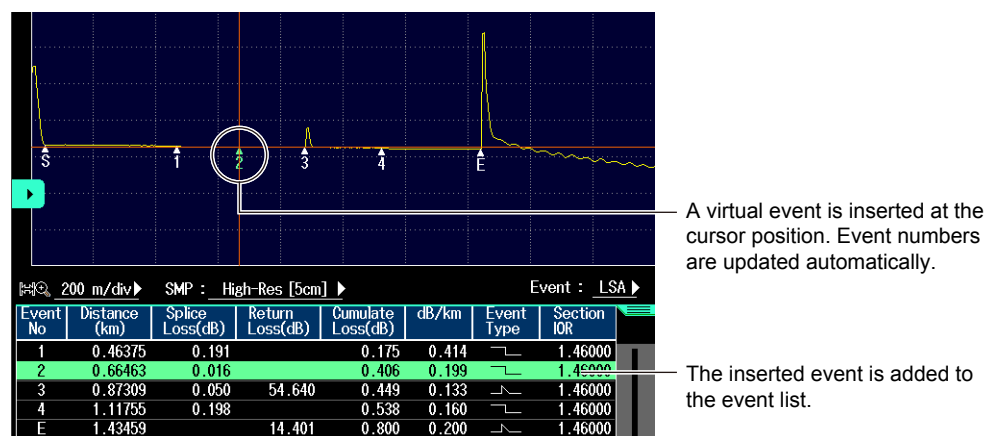 S 1 2 3 4 E
A virtual event is inserted at the
cursor position. Event numbers
are updated automatically.
200 m/div SMP : High-Res [5cm] Event : LSA
Event No Distance (km) Splice Loss(dB) Return Loss(dB) Cumulate Loss(dB) dB/km Event Type Section IOR
1 0.46375 0.191 0.175 0.414 1.46000
2 0.66463 0.016 0.406 0.199 1.46000
3 0.87309 0.050 54.640 0.449 0.133 1.46000
4 1.11755 0.198 0.538 0.160 1.46000
E 1.43459 14.401 0.800 0.200 1.46000
The inserted event is added to
the event list.